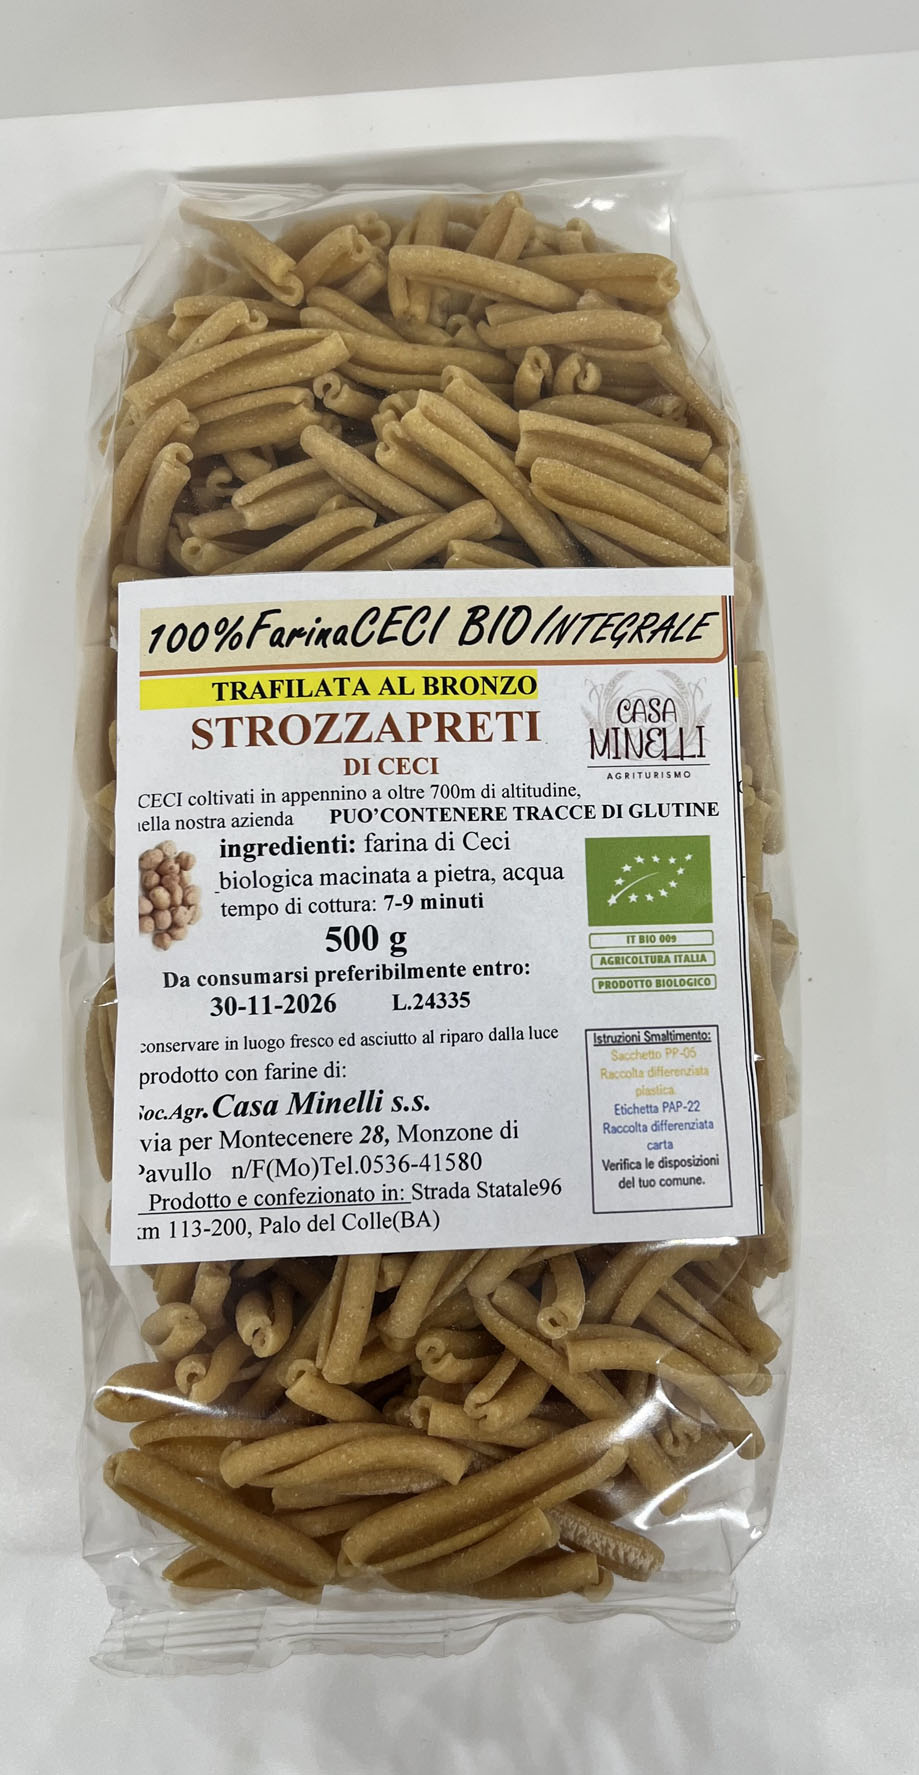 100%FarinaCECI BIO INTEGRALE
TRAFILATA AL BRONZO
STROZZAPRETI
DI CECI
CASA
MINELLI
AGRITURISMO
CECI coltivati in appennino a oltre 700m di altitudine,
ella nostra azienda PUO'CONTENERE TRACCE DI GLUTINE
ingredienti: farina di Ceci
biologica macinata a pietra, acqua
tempo di cottura: 7-9 minuti
500 g
Da consumarsi preferibilmente entro:
30-11-2026 L.24335
IT BIO 009
AGRICOLTURA ITALIA
PRODOTTO BIOLOGICO
conservare in luogo fresco ed asciutto al riparo dalla luce
prodotto con farine di:
Soc.Agr. Casa Minelli s.s.
via per Montecenere 28, Monzone di
Pavullo n/F(Mo)Tel.0536-41580
Prodotto e confezionato in: Strada Statale96
km 113-200, Palo del Colle(BA)
Istruzioni Smaltimento:
Sacchetto PP-05
Raccolta differenziata
plastica
Etichetta PAP-22
Raccolta differenziata
carta
Verifica le disposizioni
del tuo comune.